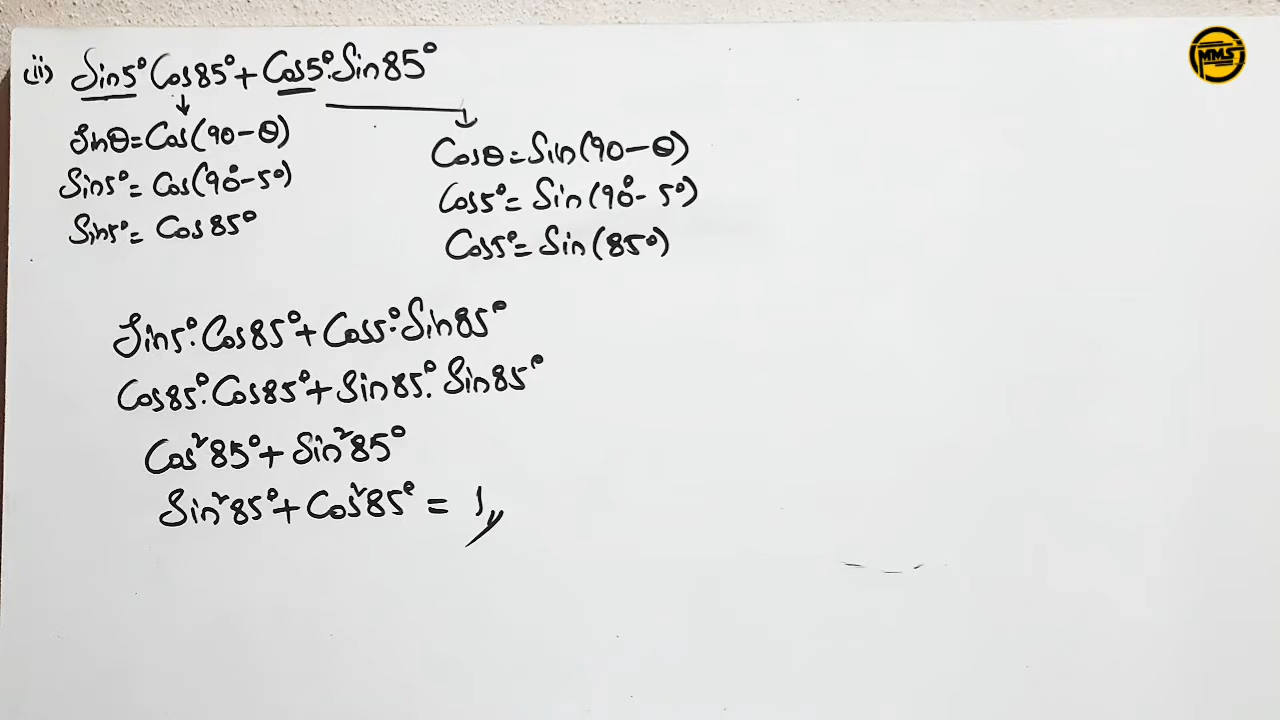 (ii) Sin5° Cos85° + Cos5°.Sin85°
Sinθ = Cos(90-θ)
Sin5° = Cos(90°-5°)
Sin5° = Cos85°
Cosθ = Sin(90-θ)
Cos5° = Sin(90°-5°)
Cos5° = Sin(85°)
Sin5°.Cos85° + Cos5°.Sin85°
Cos85°.Cos85° + Sin85°.Sin85°
Cos²85° + Sin²85°
Sin²85° + Cos²85° = 1,,
MMS